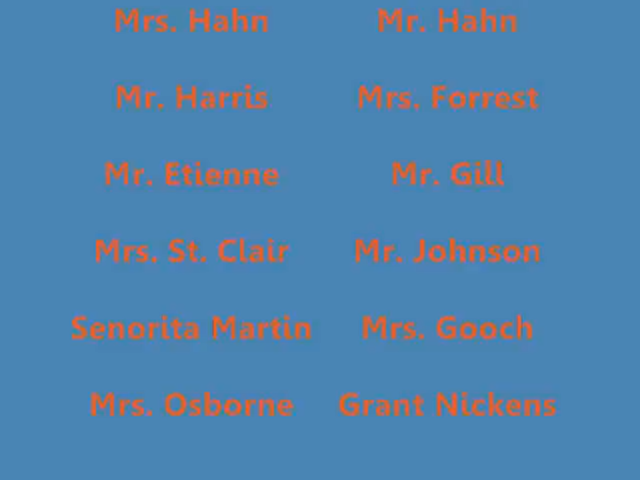 Mrs. Hahn Mr. Hahn
Mr. Harris Mrs. Forrest
Mr. Etienne Mr. Gill
Mrs. St. Clair Mr. Johnson
Senorita Martin Mrs. Gooch
Mrs. Osborne Grant Nickens